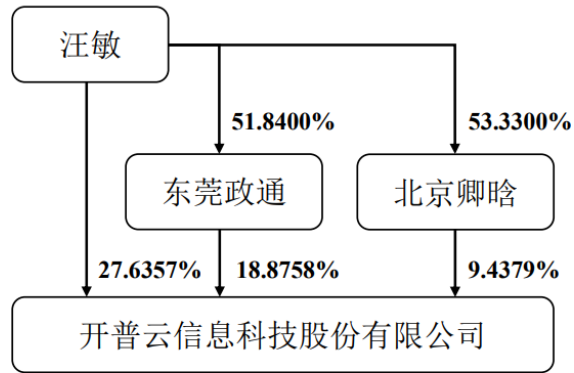 汪敏
51.8400%
53.3300%
东莞政通
北京卿晗
27.6357%
18.8758%
9.4379%
开普云信息科技股份有限公司